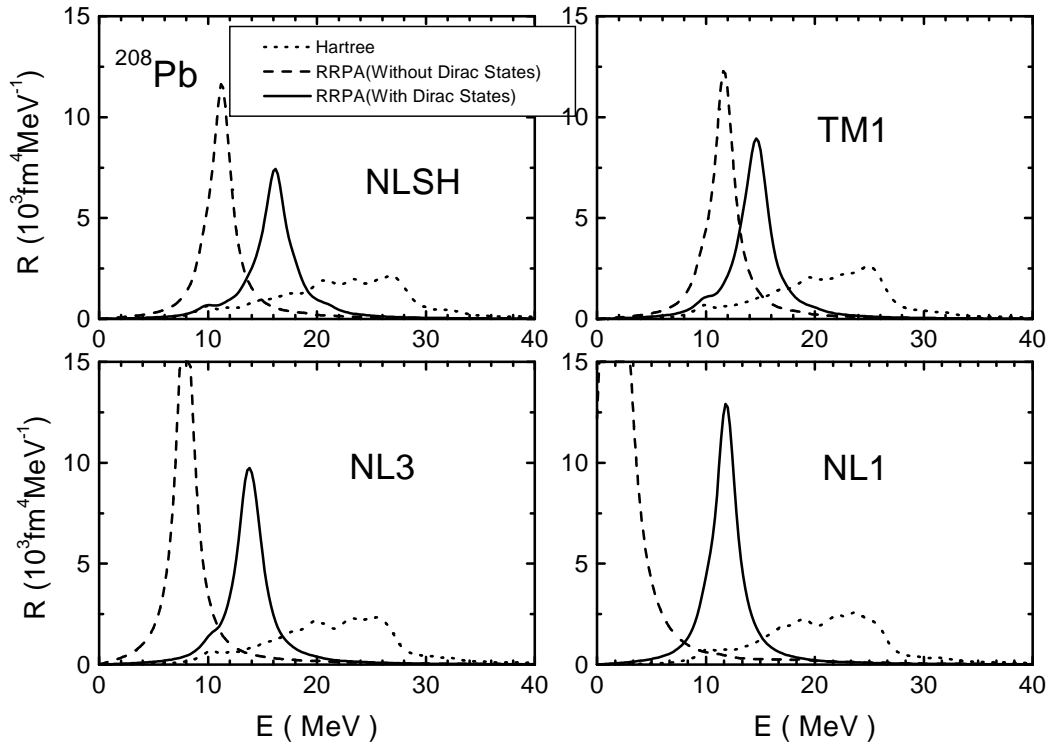 15
10
5
0
R (10³fm⁴MeV⁻¹)
²⁰⁸Pb
Hartree
RRPA(Without Dirac States)
RRPA(With Dirac States)
NLSH
0 10 20 30 40
15
10
5
0
TM1
0 10 20 30 40
15
10
5
0
R (10³fm⁴MeV⁻¹)
NL3
0 10 20 30 40
E ( MeV )
15
10
5
0
NL1
0 10 20 30 40
E ( MeV )